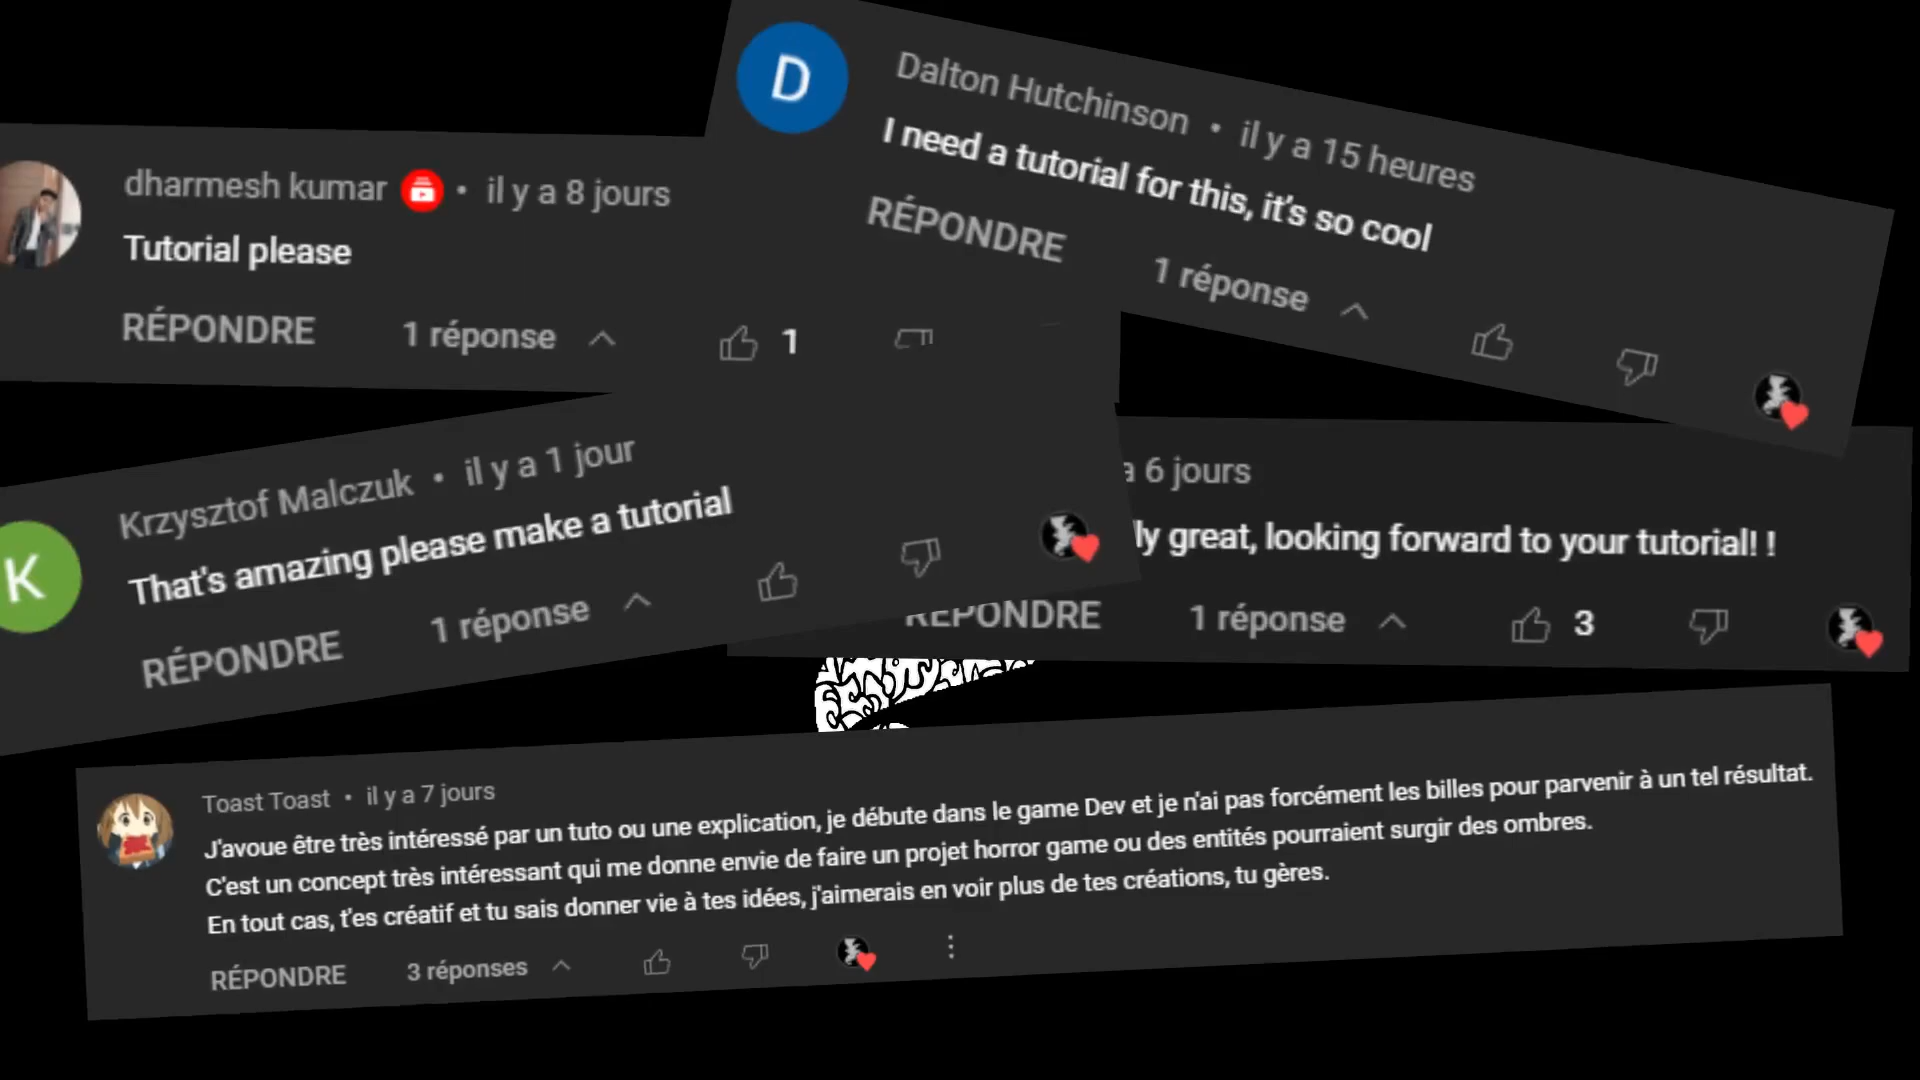 D
Dalton Hutchinson • il y a 15 heures
I need a tutorial for this, it's so cool
RÉPONDRE
1 réponse
dharmesh kumar • il y a 8 jours
Tutorial please
RÉPONDRE
1 réponse
1
K
Krzysztof Malczuk • il y a 1 jour
That's amazing please make a tutorial
RÉPONDRE
1 réponse
a 6 jours
ly great, looking forward to your tutorial! !
RÉPONDRE
1 réponse
3
Toast Toast • il y a 7 jours
J'avoue être très intéressé par un tuto ou une explication, je débute dans le game Dev et je n'ai pas forcément les billes pour parvenir à un tel résultat.
C'est un concept très intéressant qui me donne envie de faire un projet horror game ou des entités pourraient surgir des ombres.
En tout cas, t'es créatif et tu sais donner vie à tes idées, j'aimerais en voir plus de tes créations, tu gères.
RÉPONDRE
3 réponses